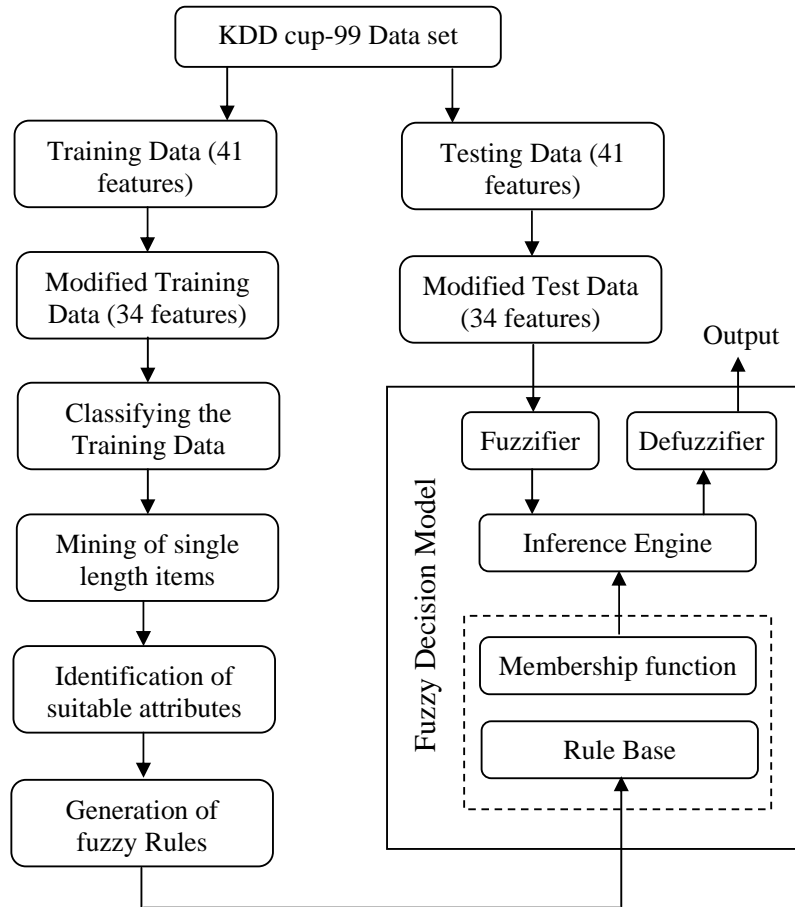 KDD cup-99 Data set
Training Data (41
features)
Modified Training
Data (34 features)
Classifying the
Training Data
Mining of single
length items
Identification of
suitable attributes
Generation of
fuzzy Rules
Testing Data (41
features)
Modified Test Data
(34 features)
Output
Fuzzy Decision Model
Fuzzifier
Defuzzifier
Inference Engine
Membership function
Rule Base